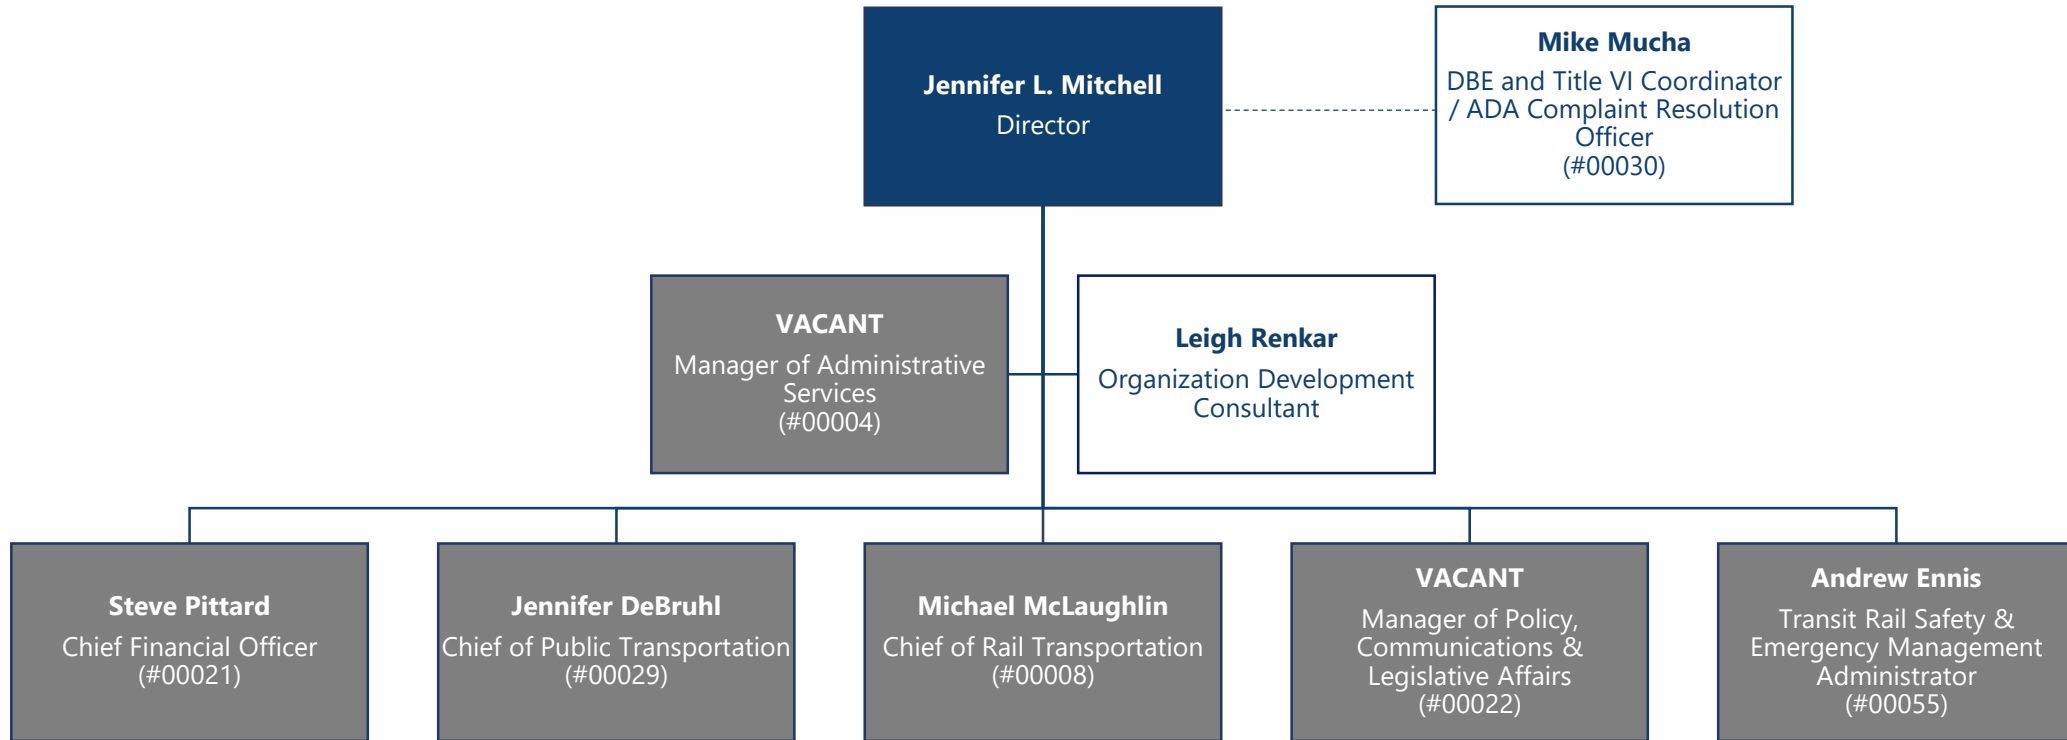 Jennifer L. Mitchell
Director
Mike Mucha
DBE and Title VI Coordinator
/ ADA Complaint Resolution
Officer
(#00030)
VACANT
Manager of Administrative
Services
(#00004)
Leigh Renkar
Organization Development
Consultant
Steve Pittard
Chief Financial Officer
(#00021)
Jennifer DeBruhl
Chief of Public Transportation
(#00029)
Michael McLaughlin
Chief of Rail Transportation
(#00008)
VACANT
Manager of Policy,
Communications &
Legislative Affairs
(#00022)
Andrew Ennis
Transit Rail Safety &
Emergency Management
Administrator
(#00055)